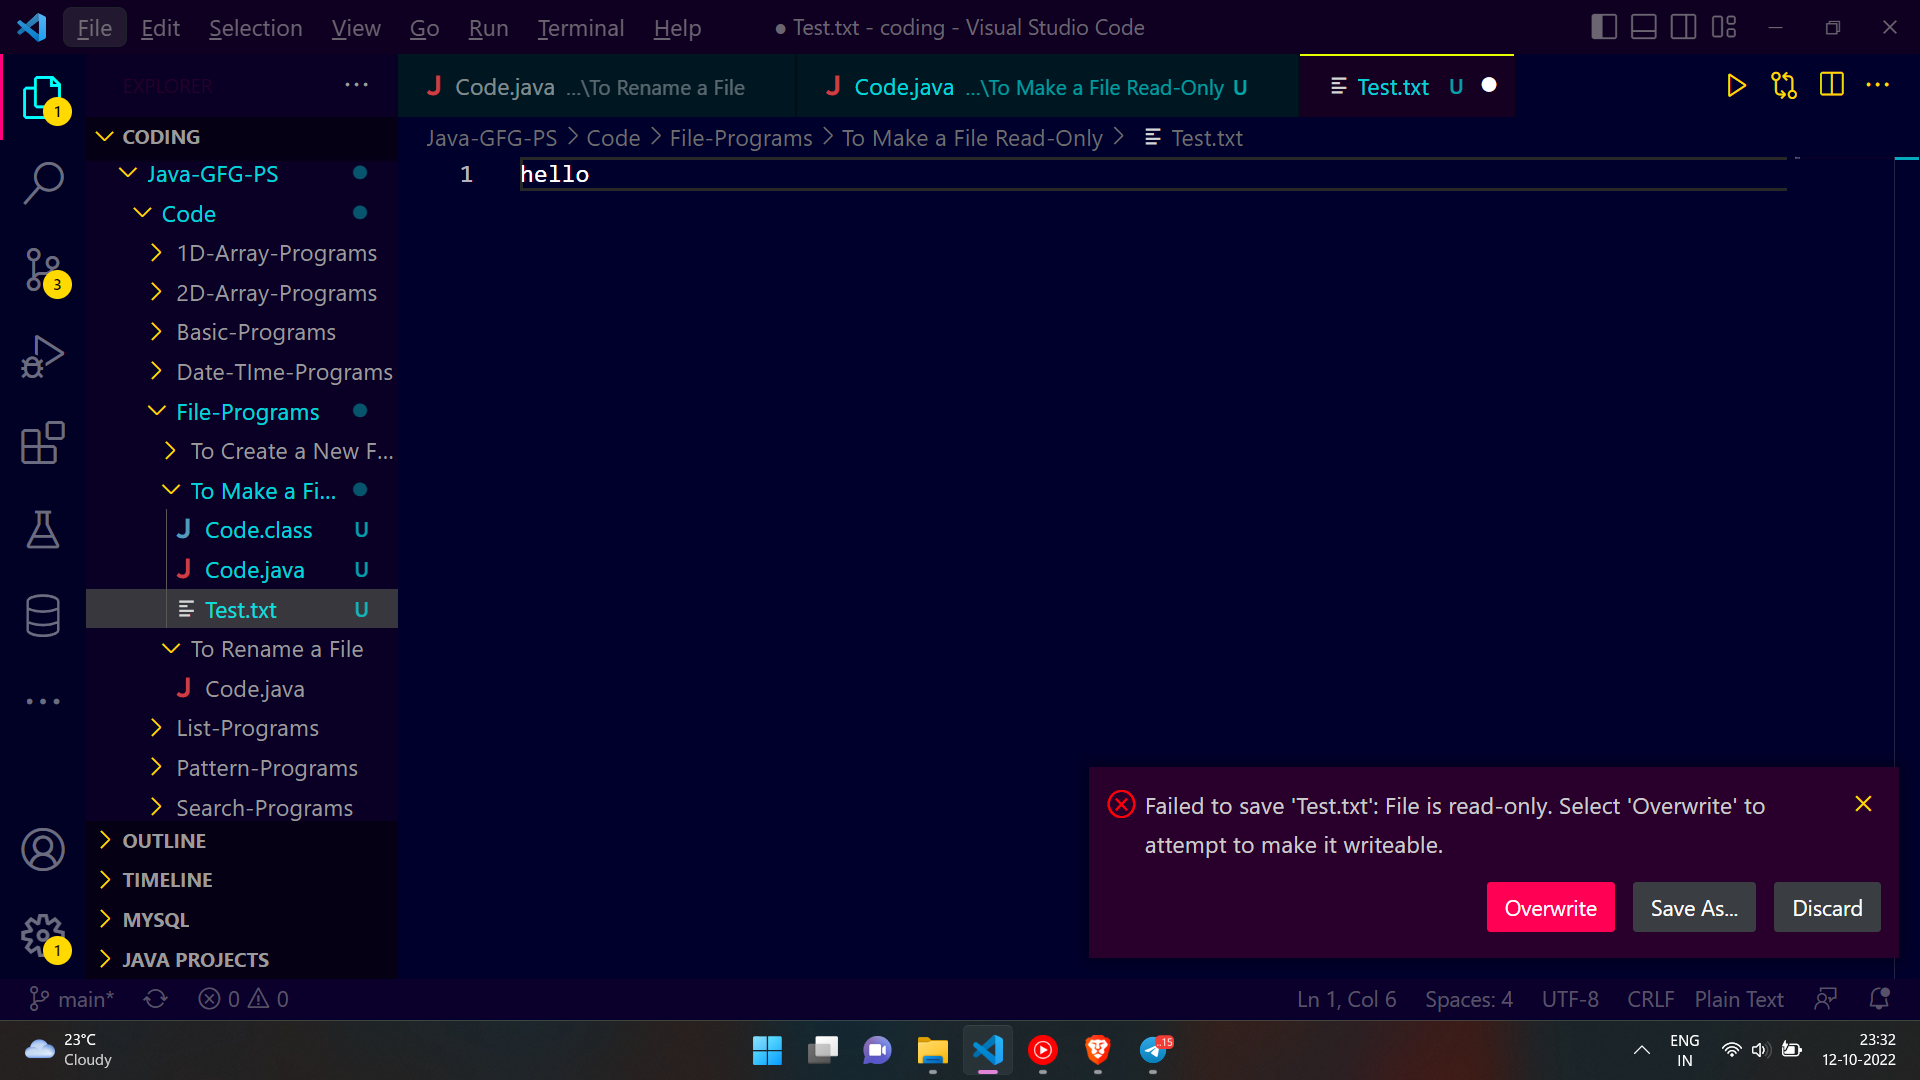 File Edit Selection View Go Run Terminal Help
● Test.txt - coding - Visual Studio Code
EXPLORER
Code.java ...\To Rename a File
Code.java ...\To Make a File Read-Only U
Test.txt U
Java-GFG-PS > Code > File-Programs > To Make a File Read-Only > Test.txt
1 hello
1
3
CODING
Java-GFG-PS
Code
1D-Array-Programs
2D-Array-Programs
Basic-Programs
Date-TIme-Programs
File-Programs
To Create a New F...
To Make a Fi...
Code.class U
Code.java U
Test.txt U
To Rename a File
Code.java
List-Programs
Pattern-Programs
Search-Programs
OUTLINE
TIMELINE
MYSQL
JAVA PROJECTS
1
Failed to save 'Test.txt': File is read-only. Select 'Overwrite' to
attempt to make it writeable.
Overwrite Save As... Discard
main* 0 0
Ln 1, Col 6 Spaces: 4 UTF-8 CRLF Plain Text
23°C
Cloudy
15
ENG
IN
23:32
12-10-2022